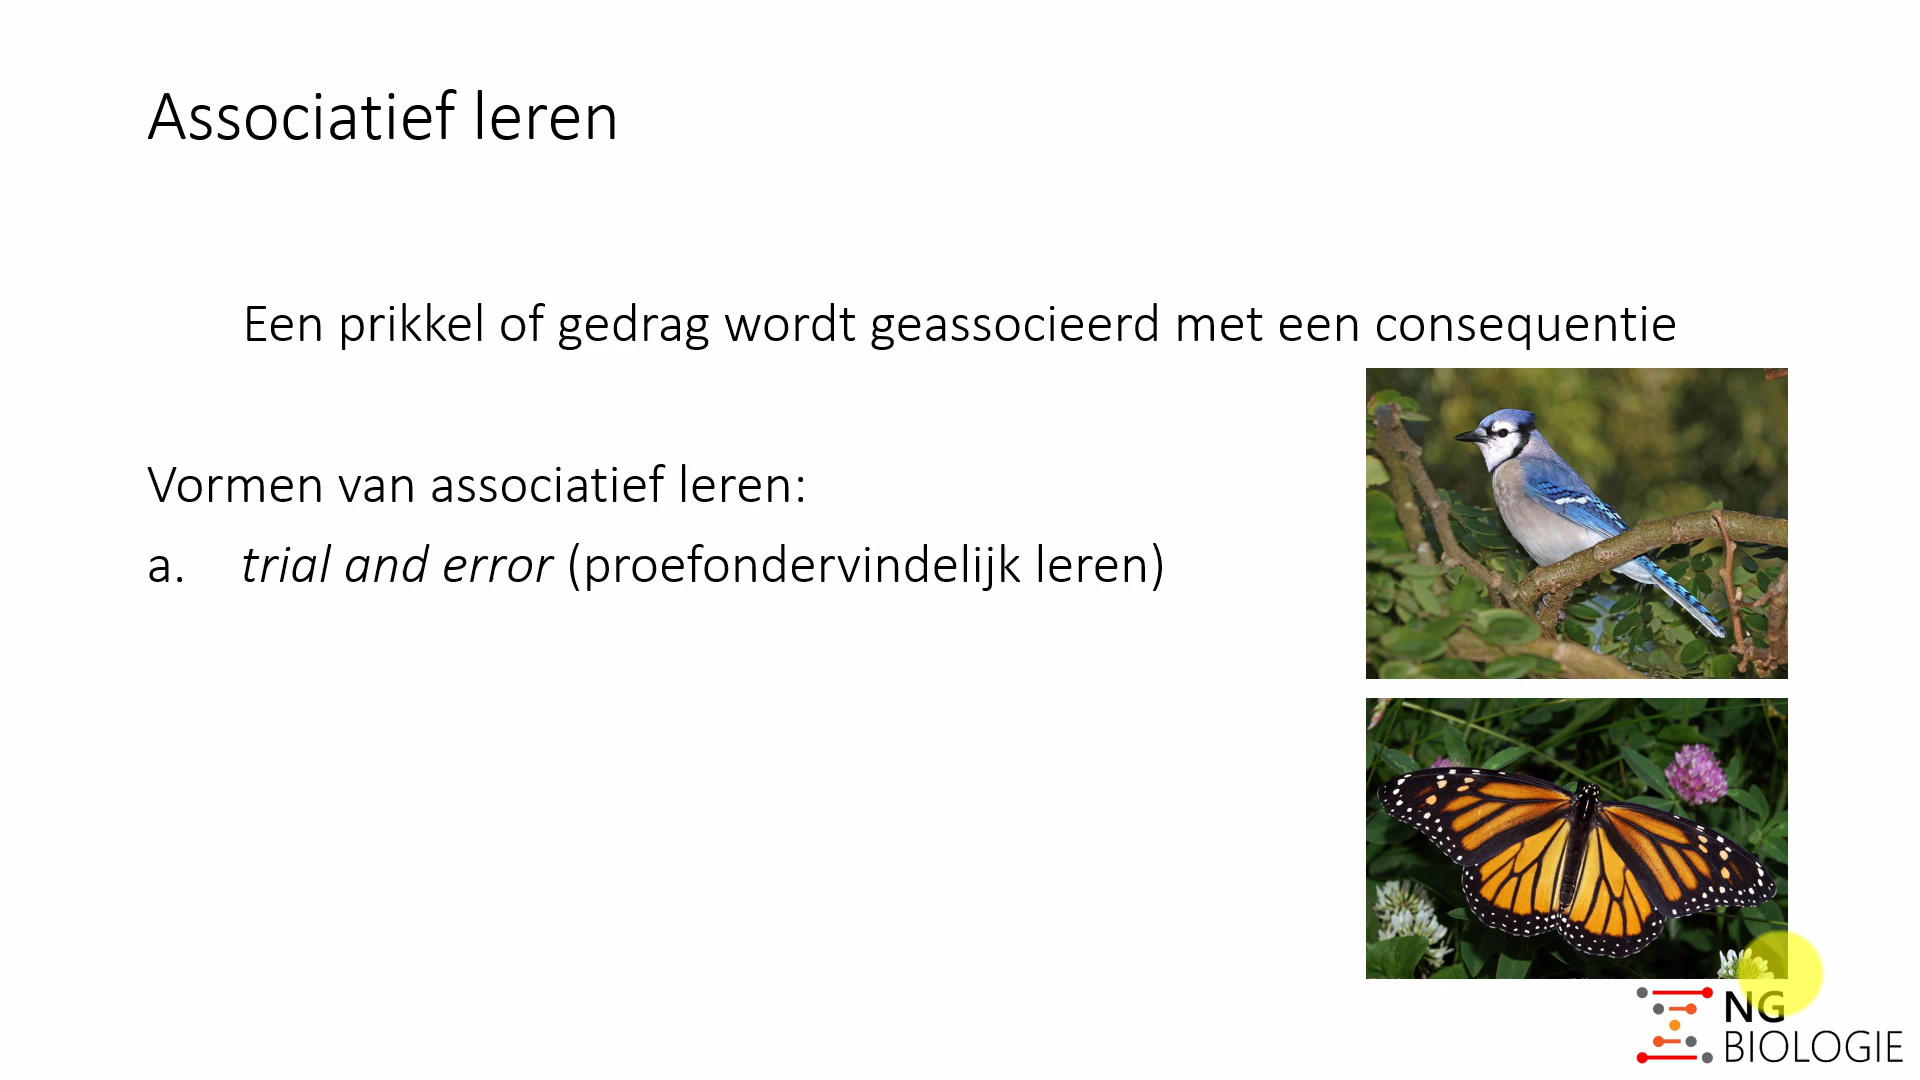 Associatief leren
Een prikkel of gedrag wordt geassocieerd met een consequentie
Vormen van associatief leren:
a. trial and error (proefondervindelijk leren)
NG
BIOLOGIE